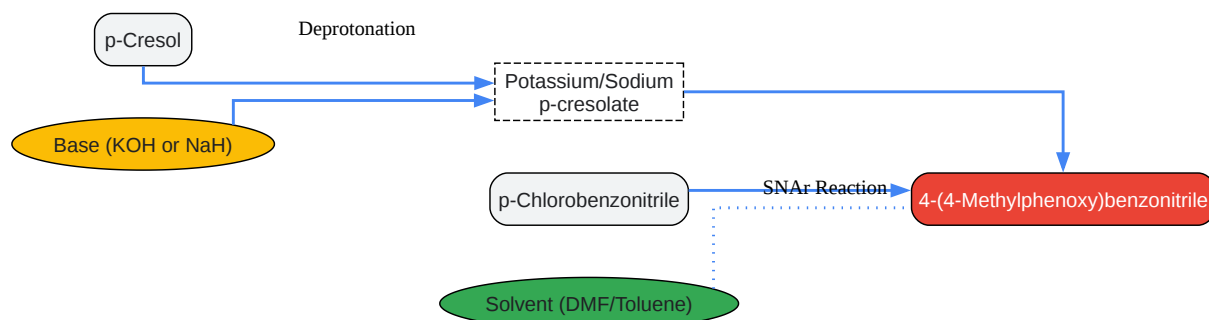 Deprotonation
p-Cresol
Potassium/Sodium
p-cresolate
Base (KOH or NaH)
SNAr Reaction
p-Chlorobenzonitrile
4-(4-Methylphenoxy)benzonitrile
Solvent (DMF/Toluene)